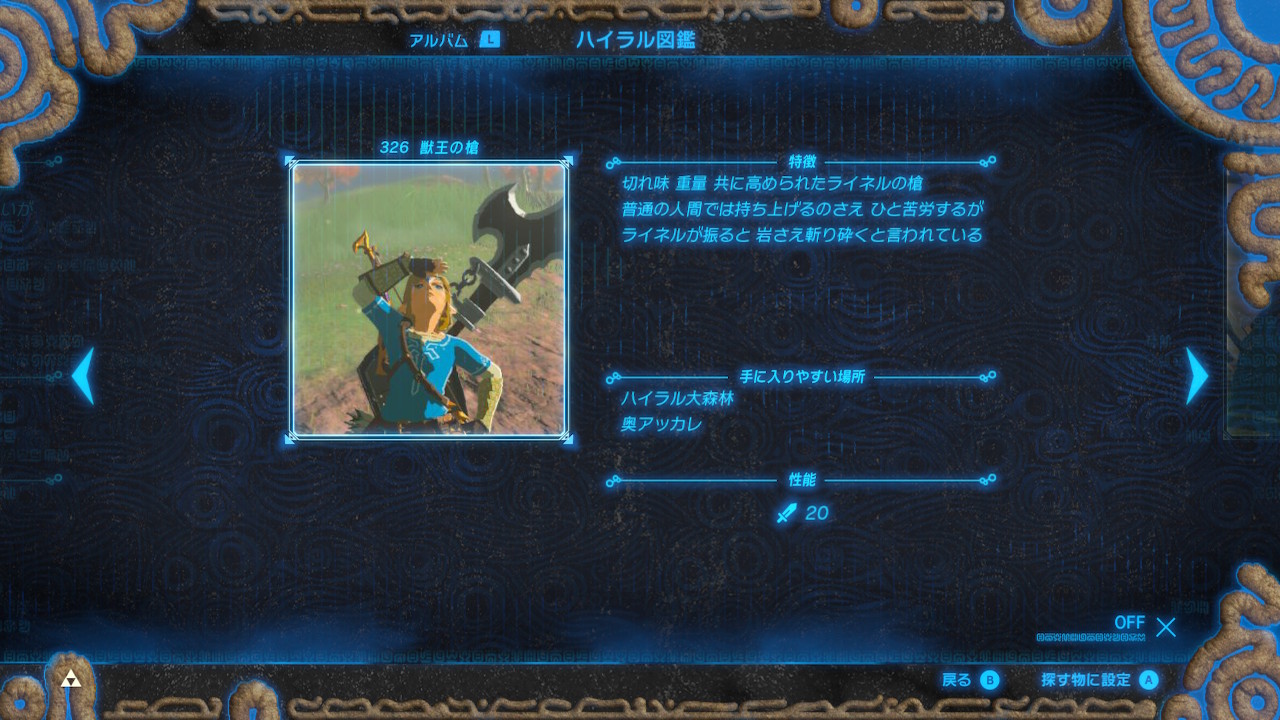 アルバム L
ハイラル図鑑
326 獣王の槍
特徴
切れ味 重量 共に高められたライネルの槍
普通の人間では持ち上げるのさえ ひと苦労するが
ライネルが振ると 岩さえ斬り砕くと言われている
手に入りやすい場所
ハイラル大森林
奥アッカレ
性能
20
OFF
戻る B
探す物に設定 A